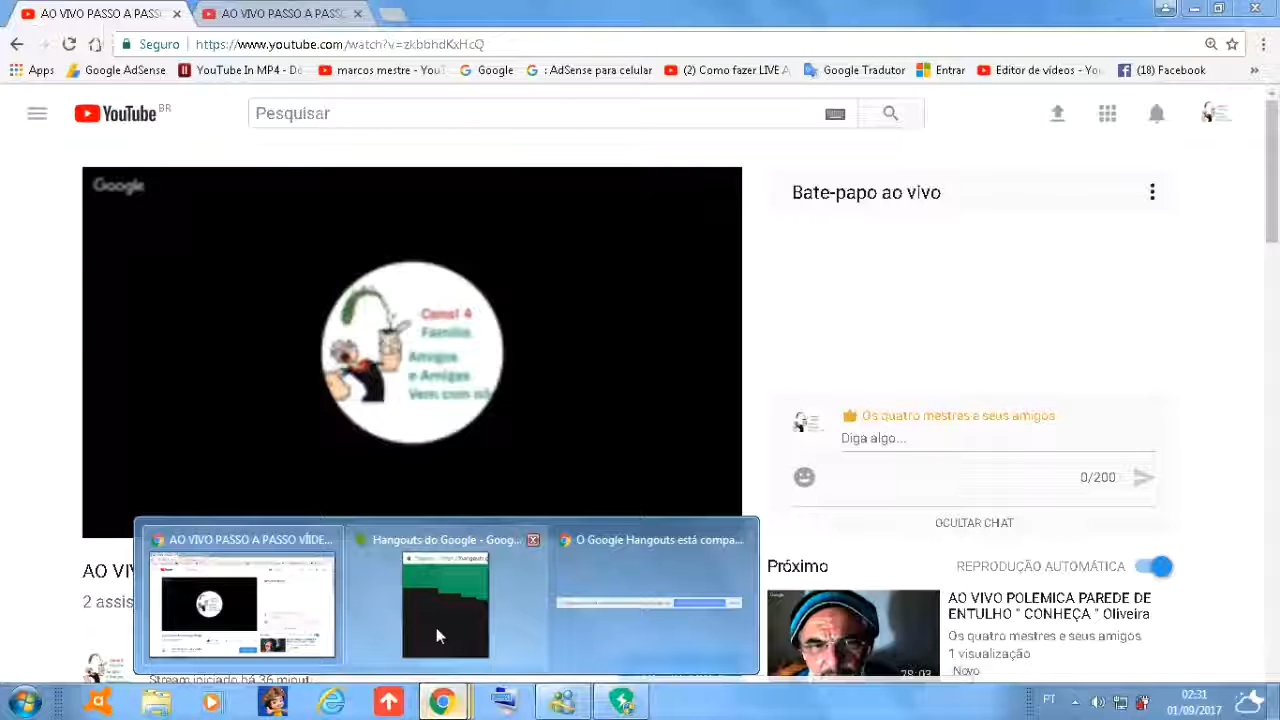 AO VIVO PASSO A PASS
AO VIVO PASSO A PASS
Seguro
https://www.youtube.com/watch?v=zkbbhdKxHcQ
Apps
Google AdSense
YouTube In MP4 - Do
marcos mestre - You
Google
: AdSense para celular
(2) Como fazer LIVE A
Google Tradutor
Entrar
Editor de vídeos - You
(18) Facebook
YouTube BR
Pesquisar
Google
Canal 4
Família
Amigos
e Amigas
Vem com nó
Bate-papo ao vivo
Os quatro mestres e seus amigos
Diga algo...
0/200
OCULTAR CHAT
AO VIVO PASSO A PASSO VÍIDE...
Hangouts do Google - Goog...
O Google Hangouts está compa...
AO VI
2 assis
Próximo
REPRODUÇÃO AUTOMÁTICA
AO VIVO POLEMICA PAREDE DE
ENTULHO " CONHEÇA " Oliveira
Os quatro mestres e seus amigos
1 visualização
Novo
Stream iniciado há 36 minut
PT
02:31
01/09/2017